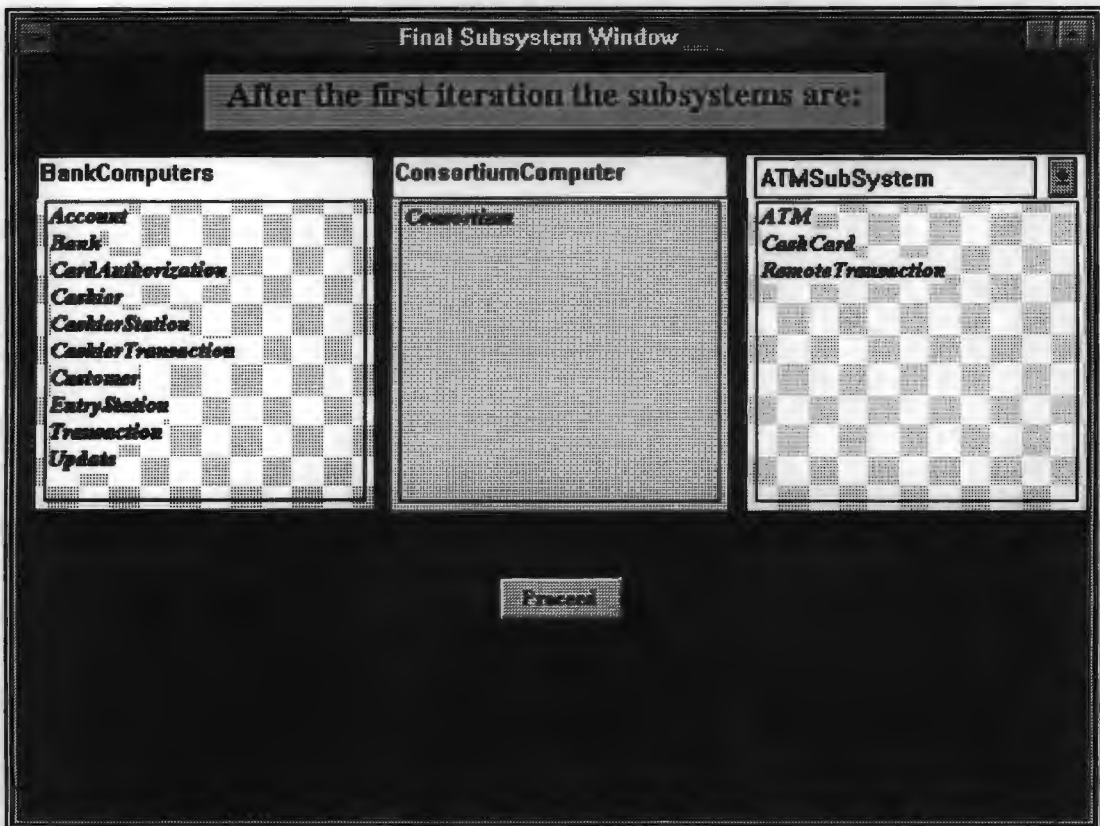 Final Subsystem Window
After the first iteration the subsystems are:
BankComputers
Account
Bank
CardAuthorization
Cashier
CashierStation
CashierTransaction
Customer
EntryStation
Transaction
Update
ConsortiumComputer
Consortium
ATMSubSystem
ATM
CashCard
RemoteTransaction
Proceed